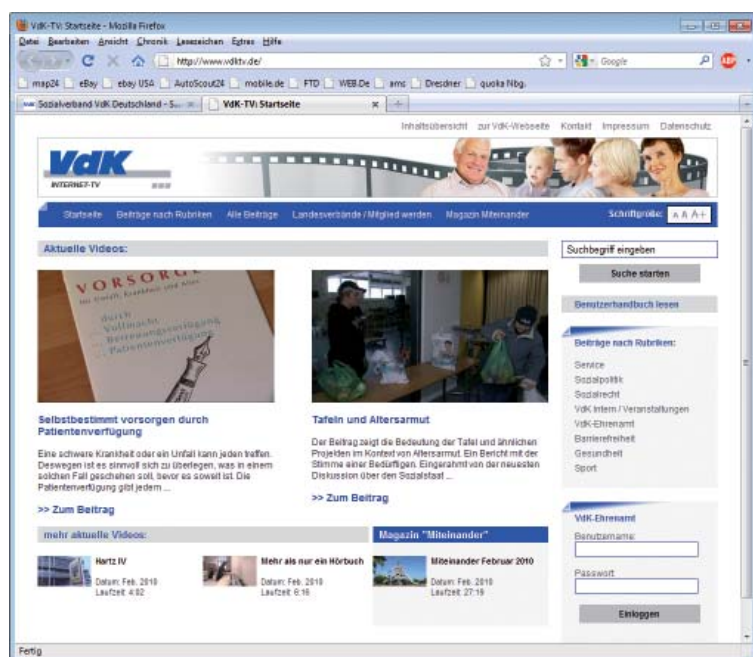 VdK-TV: Startseite - Mozilla Firefox
Datei Bearbeiten Ansicht Chronik Lesezeichen Extras Hilfe
http://www.vdktv.de/
Google
map24 eBay ebay USA AutoScout24 mobile.de FTD WEB.De ams Dresdner quoka Nbg.
Sozialverband VdK Deutschland - S... VdK-TV: Startseite
Inhaltsübersicht zur VdK-Webseite Kontakt Impressum Datenschutz
VdK
INTERNET-TV
Startseite Beiträge nach Rubriken Alle Beiträge Landesverbände / Mitglied werden Magazin Miteinander Schriftgröße: A A A+
Aktuelle Videos:
VORSORGE
für Unfall, Krankheit und Alter
durch
Vollmacht
Betreuungsverfügung
Patientenverfügung
Selbstbestimmt vorsorgen durch
Patientenverfügung
Eine schwere Krankheit oder ein Unfall kann jeden treffen.
Deswegen ist es sinnvoll sich zu überlegen, was in einem
solchen Fall geschehen soll, bevor es soweit ist. Die
Patientenverfügung gibt jedem ...
>> Zum Beitrag
Tafeln und Altersarmut
Der Beitrag zeigt die Bedeutung der Tafel und ähnlichen
Projekten im Kontext von Altersarmut. Ein Bericht mit der
Stimme einer Bedürftigen. Eingerahmt von der neuesten
Diskussion über den Sozialstaat ...
>> Zum Beitrag
mehr aktuelle Videos:
Hartz IV
Datum: Feb. 2010
Laufzeit: 4:02
Mehr als nur ein Hörbuch
Datum: Feb. 2010
Laufzeit: 6:16
Magazin "Miteinander"
Miteinander Februar 2010
Datum: Feb. 2010
Laufzeit: 27:19
Suchbegriff eingeben
Suche starten
Benutzerhandbuch lesen
Beiträge nach Rubriken:
Service
Sozialpolitik
Sozialrecht
VdK Intern / Veranstaltungen
VdK-Ehrenamt
Barrierefreiheit
Gesundheit
Sport
VdK-Ehrenamt
Benutzername:
Passwort:
Einloggen
Fertig